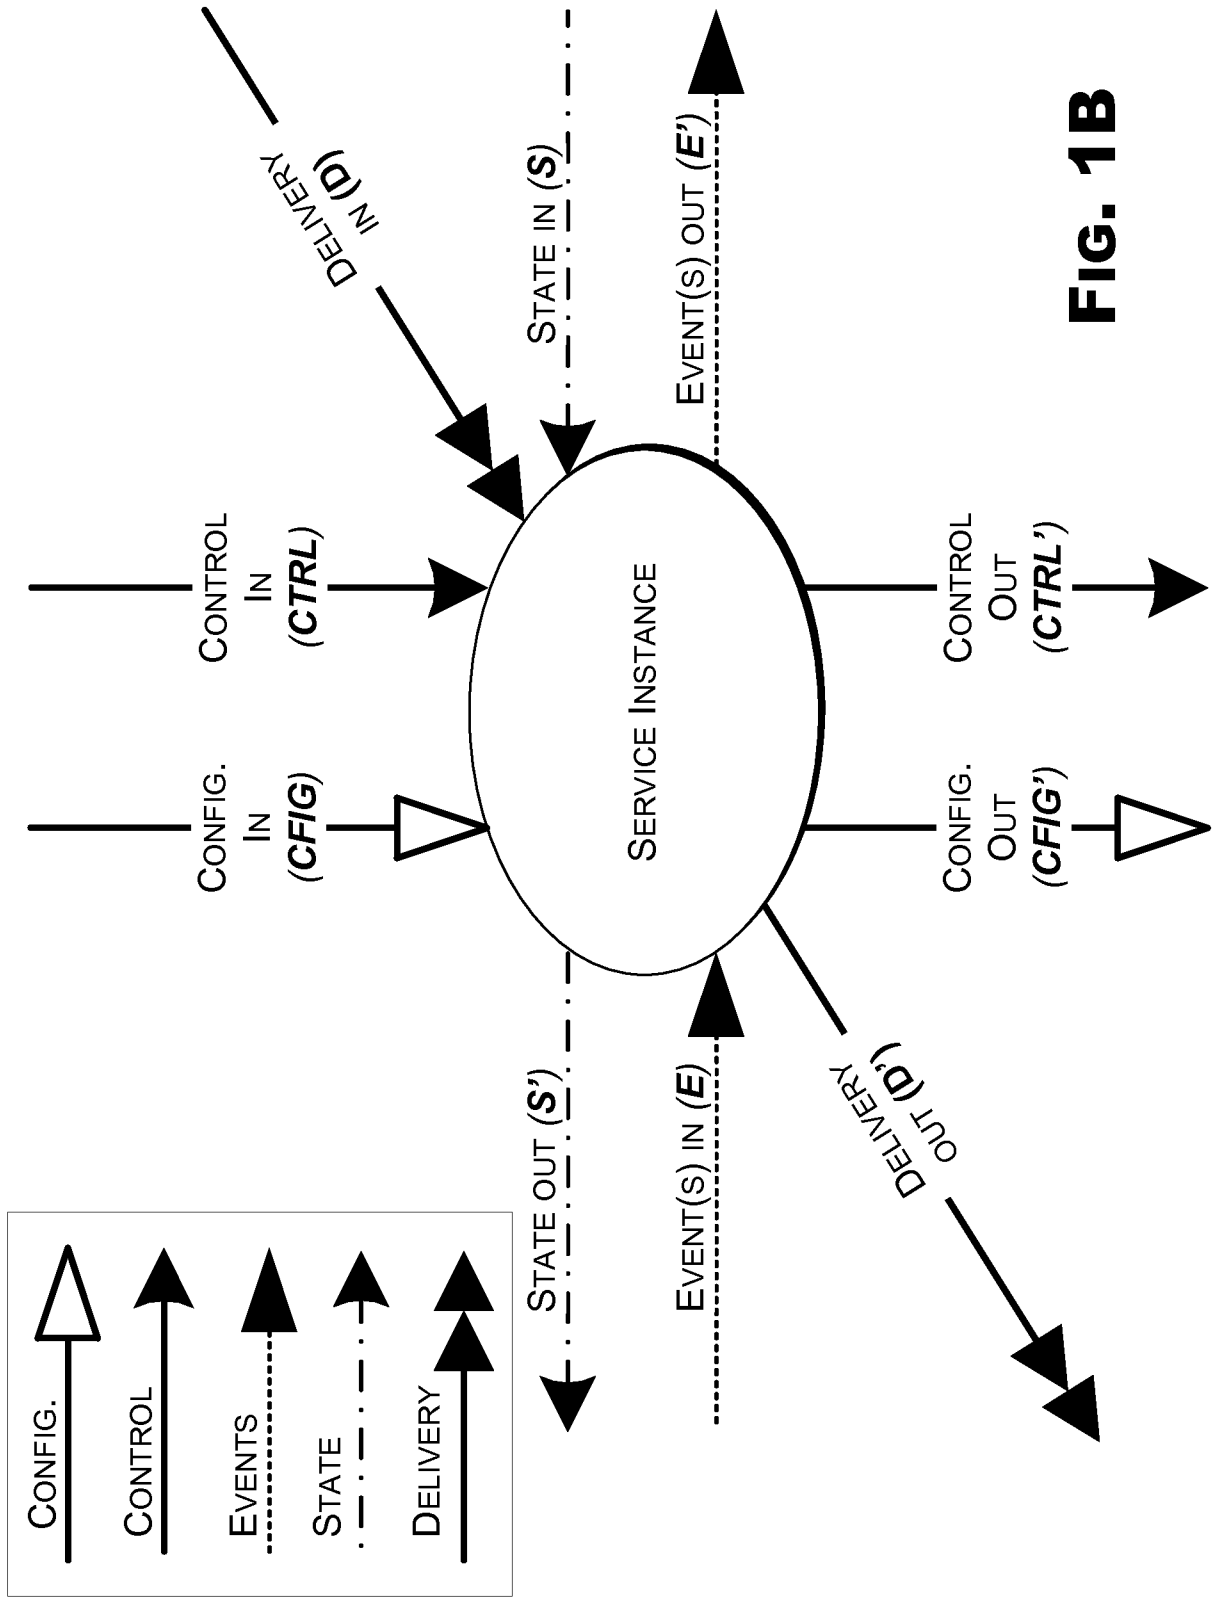 CONFIG.
CONTROL
EVENTS
STATE
DELIVERY
CONFIG.
IN
(CFIG)
CONTROL
IN
(CTRL)
DELIVERY
IN (D)
STATE OUT (S’)
STATE IN (S)
SERVICE INSTANCE
EVENT(S) IN (E)
EVENT(S) OUT (E’)
DELIVERY
OUT (D’)
CONFIG.
OUT
(CFIG’)
CONTROL
OUT
(CTRL’)
FIG. 1B